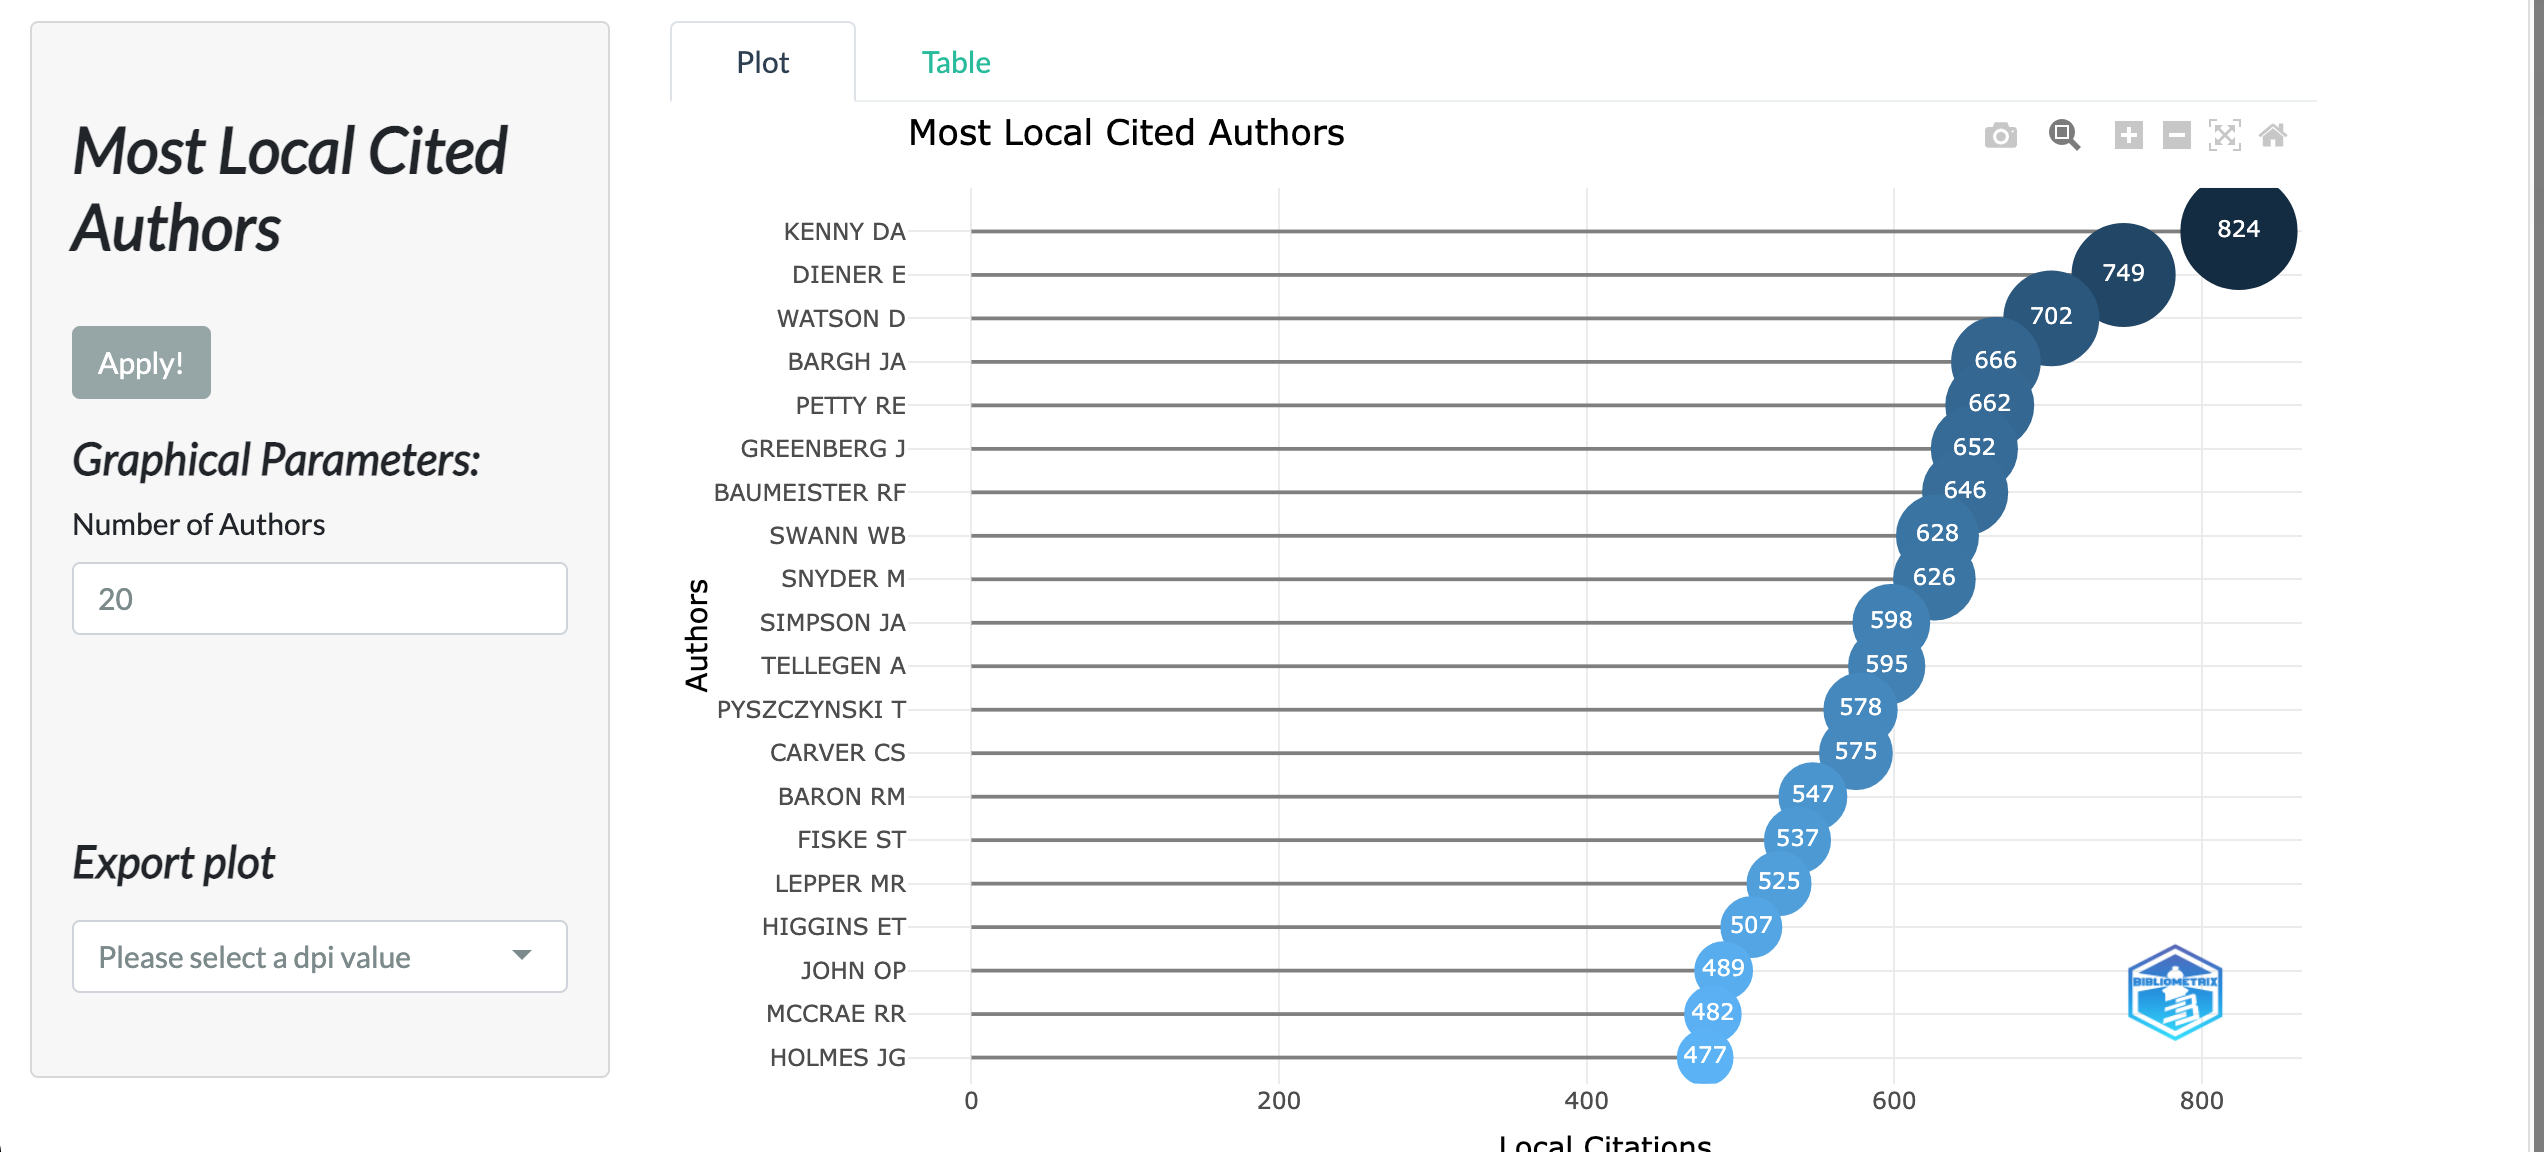 Most Local Cited
Authors
Apply!
Graphical Parameters:
Number of Authors
20
Export plot
Please select a dpi value
Plot
Table
Most Local Cited Authors
Authors
KENNY DA 824
DIENER E 749
WATSON D 702
BARGH JA 666
PETTY RE 662
GREENBERG J 652
BAUMEISTER RF 646
SWANN WB 628
SNYDER M 626
SIMPSON JA 598
TELLEGEN A 595
PYSZCZYNSKI T 578
CARVER CS 575
BARON RM 547
FISKE ST 537
LEPPER MR 525
HIGGINS ET 507
JOHN OP 489
MCCRAE RR 482
HOLMES JG 477
BIBLIOMETRIX
0 200 400 600 800
Local Citations